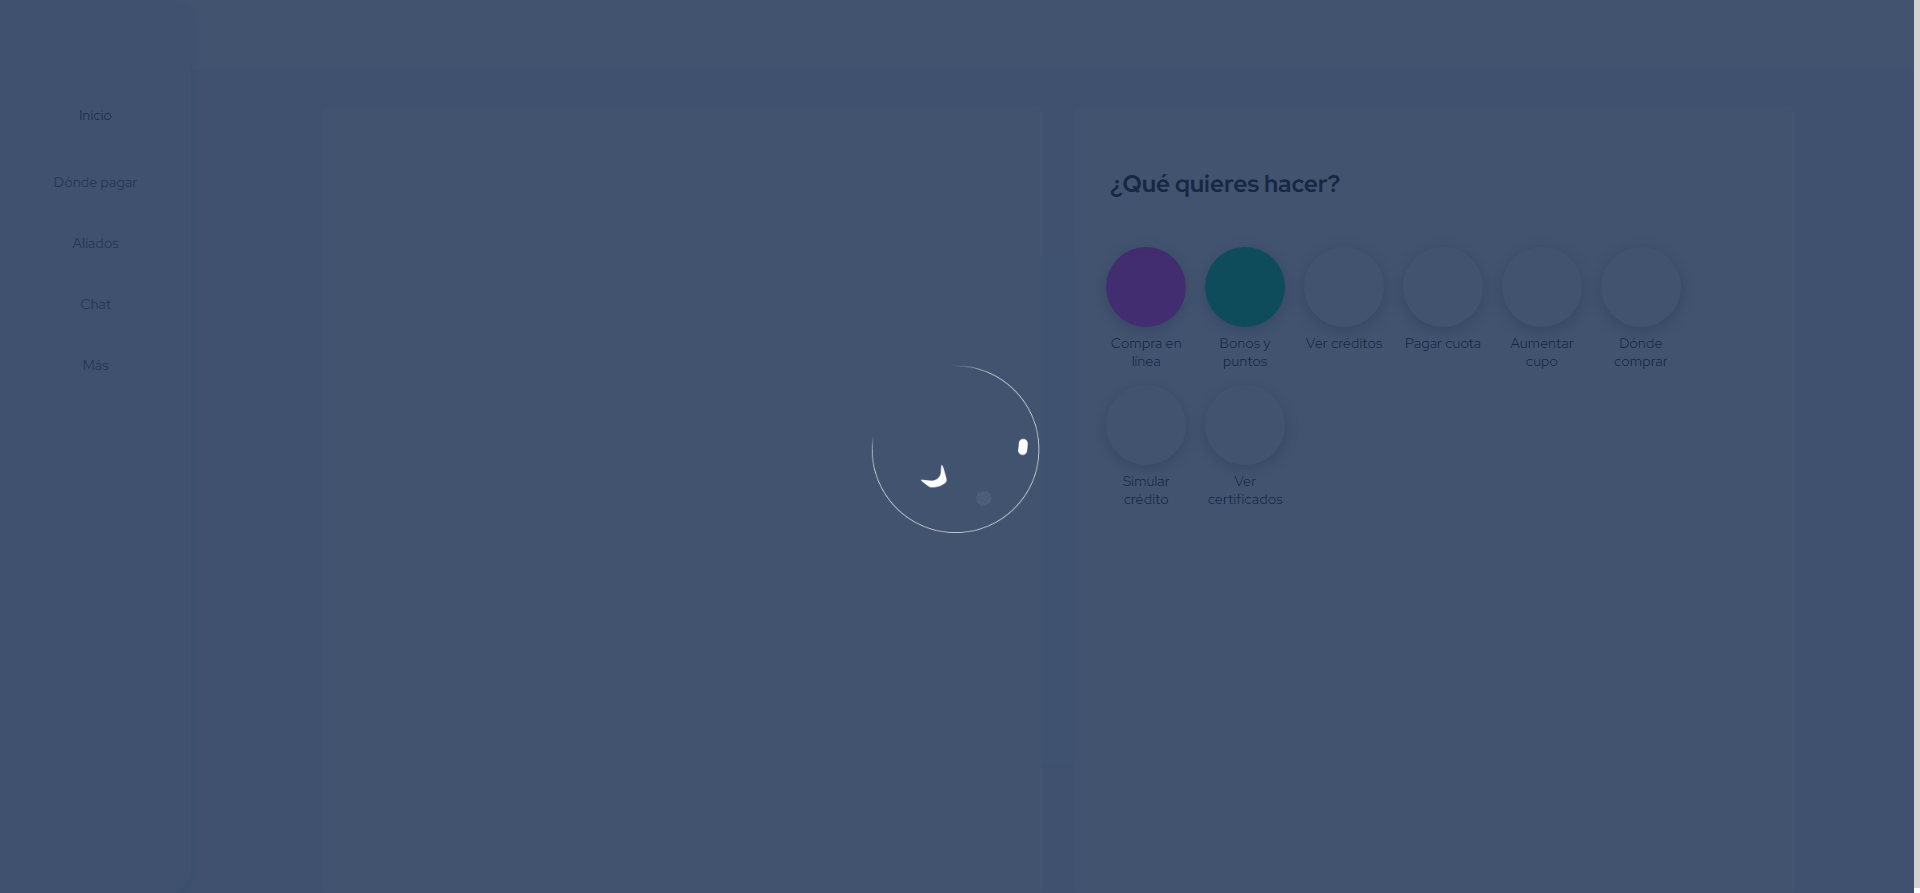 Inicio
Dónde pagar
Aliados
Chat
Más
¿Qué quieres hacer?
Compra en
línea
Bonos y
puntos
Ver créditos
Pagar cuota
Aumentar
cupo
Dónde
comprar
Simular
crédito
Ver
certificados